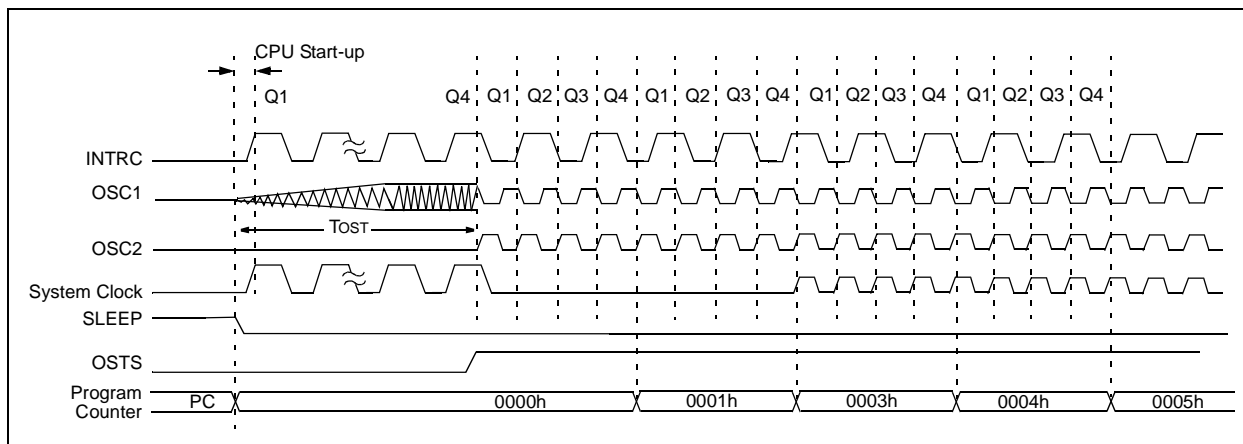 CPU Start-up
Q1 Q4 Q1 Q2 Q3 Q4 Q1 Q2 Q3 Q4 Q1 Q2 Q3 Q4 Q1 Q2 Q3 Q4
INTRC
OSC1
TOST
OSC2
System Clock
SLEEP
OSTS
Program
Counter
PC 0000h 0001h 0003h 0004h 0005h